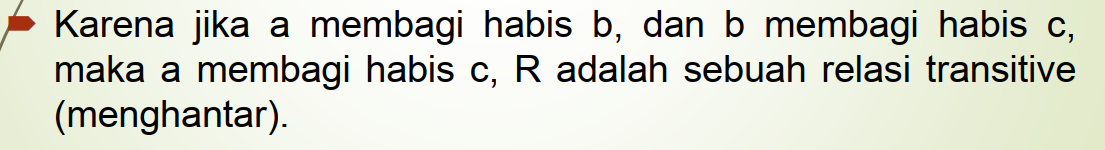 Karena jika a membagi habis b, dan b membagi habis c,
maka a membagi habis c, R adalah sebuah relasi transitive
(menghantar).